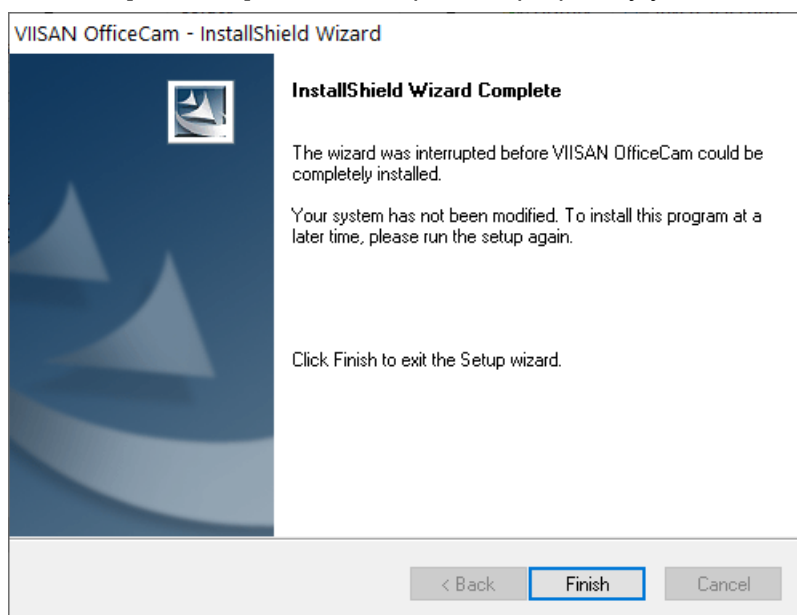 VIISAN OfficeCam - InstallShield Wizard
InstallShield Wizard Complete
The wizard was interrupted before VIISAN OfficeCam could be
completely installed.
Your system has not been modified. To install this program at a
later time, please run the setup again.
Click Finish to exit the Setup wizard.
< Back
Finish
Cancel